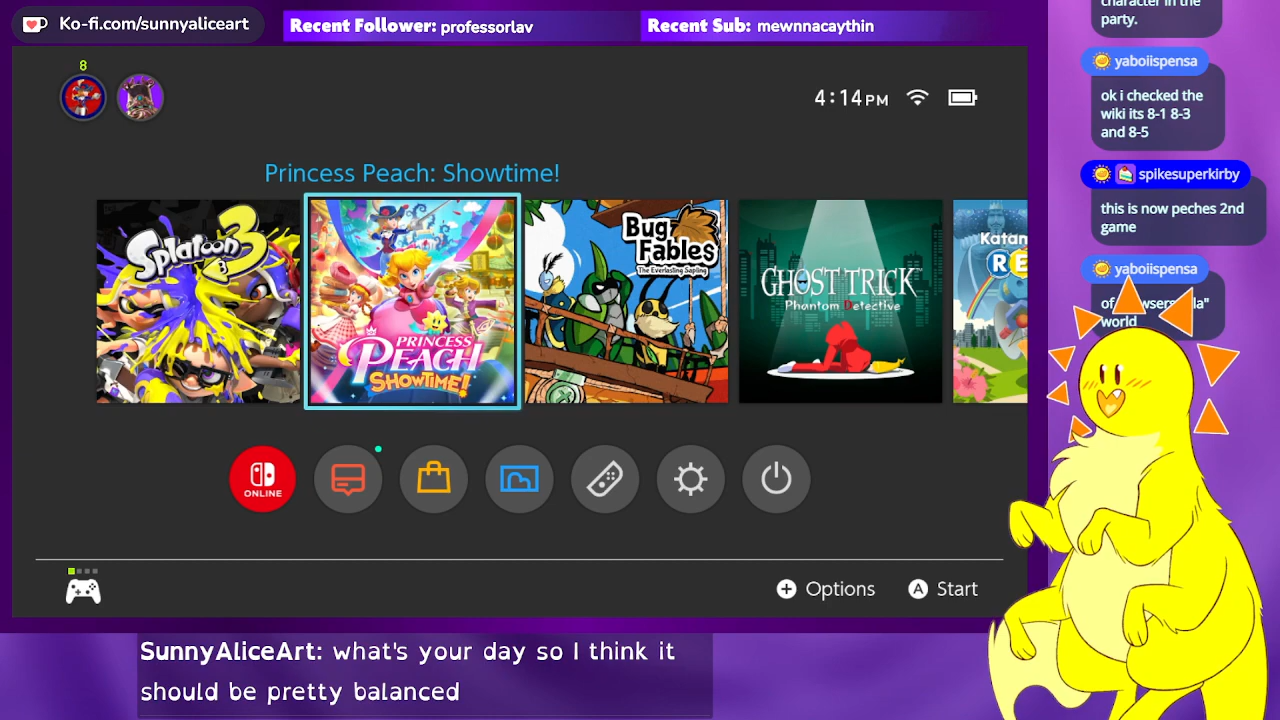 Ko-fi.com/sunnyaliceart
Recent Follower: professorlav
Recent Sub: mewnnacaythin
character in the
party.
yaboiispensa
ok i checked the
wiki its 8-1 8-3
and 8-5
spikesuperkirby
this is now peches 2nd
game
yaboiispensa
world
8
4:14PM
Princess Peach: Showtime!
Splatoon 3
PRINCESS
PEACH
SHOWTIME!
Bug
Fables
The Everlasting Sapling
GHOST TRICK
Phantom Detective
ONLINE
+ Options
A Start
SunnyAliceArt: what's your day so I think it
should be pretty balanced